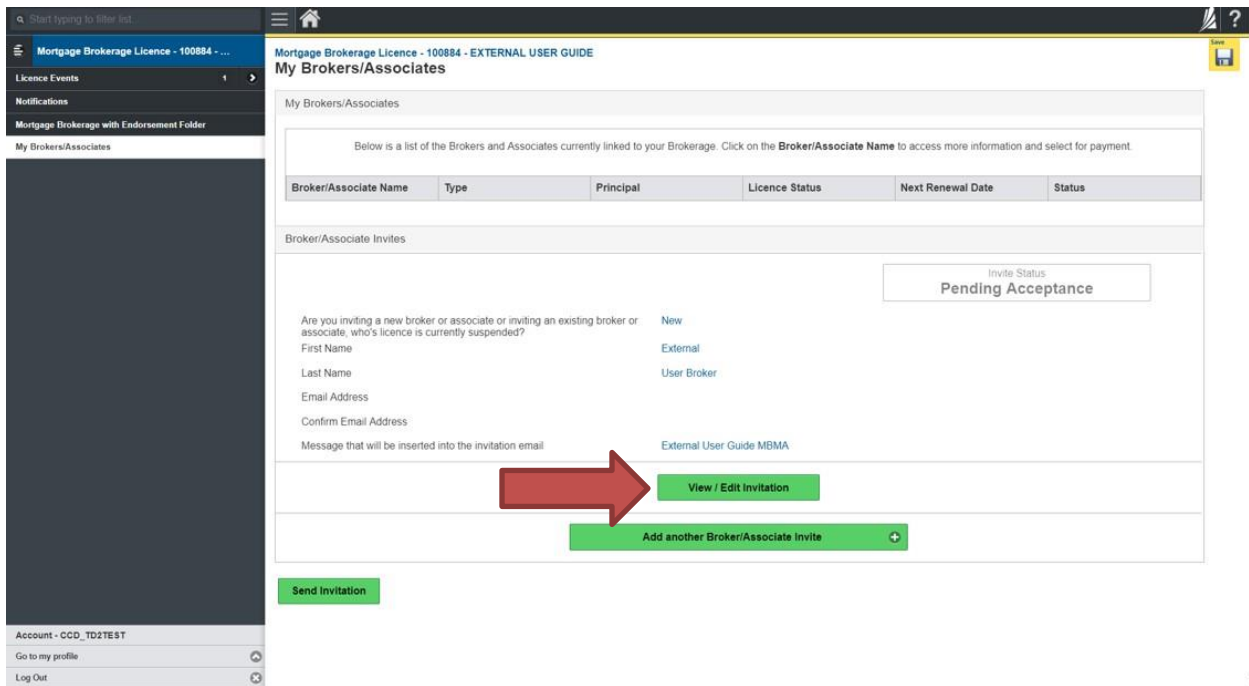 Start typing to filter list
?
Mortgage Brokerage Licence - 100884 - ...
Licence Events 1
Notifications
Mortgage Brokerage with Endorsement Folder
My Brokers/Associates
Mortgage Brokerage Licence - 100884 - EXTERNAL USER GUIDE
My Brokers/Associates
Save
My Brokers/Associates
Below is a list of the Brokers and Associates currently linked to your Brokerage. Click on the Broker/Associate Name to access more information and select for payment.
Broker/Associate Name Type Principal Licence Status Next Renewal Date Status
Broker/Associate Invites
Invite Status
Pending Acceptance
Are you inviting a new broker or associate or inviting an existing broker or New
associate, who's licence is currently suspended?
First Name External
Last Name User Broker
Email Address
Confirm Email Address
Message that will be inserted into the invitation email External User Guide MBMA
View / Edit Invitation
Add another Broker/Associate Invite
Send Invitation
Account - CCD_TD2TEST
Go to my profile
Log Out